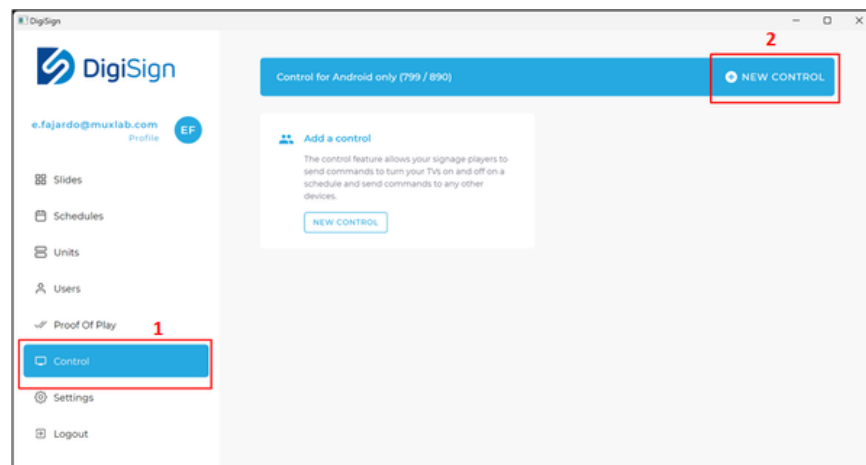 DigiSign
DigiSign
e.fajardo@muxlab.com
Profile
EF
Slides
Schedules
Units
Users
Proof Of Play
1
Control
Settings
Logout
2
Control for Android only (799 / 890)
NEW CONTROL
Add a control
The control feature allows your signage players to
send commands to turn your TVs on and off on a
schedule and send commands to any other
devices.
NEW CONTROL